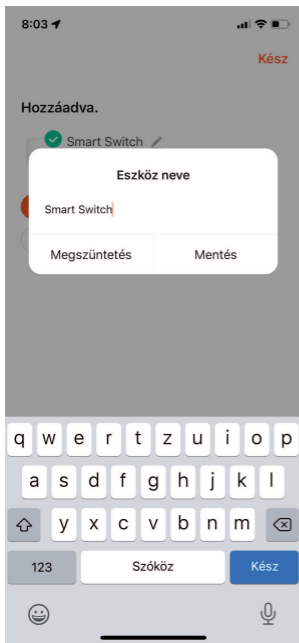 8:03
Kész
Hozzáadva.
Smart Switch
Eszköz neve
Smart Switch
Megszüntetés Mentés
q w e r t z u i o p
a s d f g h j k l
y x c v b n m
123 Szóköz Kész